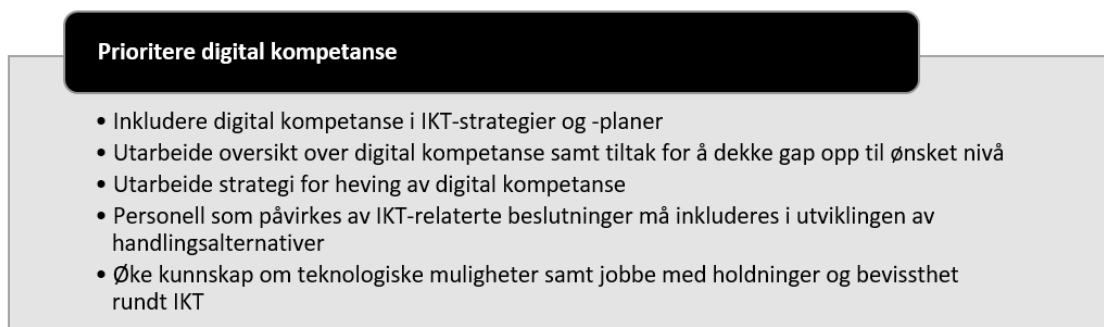 Prioritere digital kompetanse
• Inkludere digital kompetanse i IKT-strategier og -planer
• Utarbeide oversikt over digital kompetanse samt tiltak for å dekke gap opp til ønsket nivå
• Utarbeide strategi for heving av digital kompetanse
• Personell som påvirkes av IKT-relaterte beslutninger må inkluderes i utviklingen av
handlingsalternativer
• Øke kunnskap om teknologiske muligheter samt jobbe med holdninger og bevissthet
rundt IKT